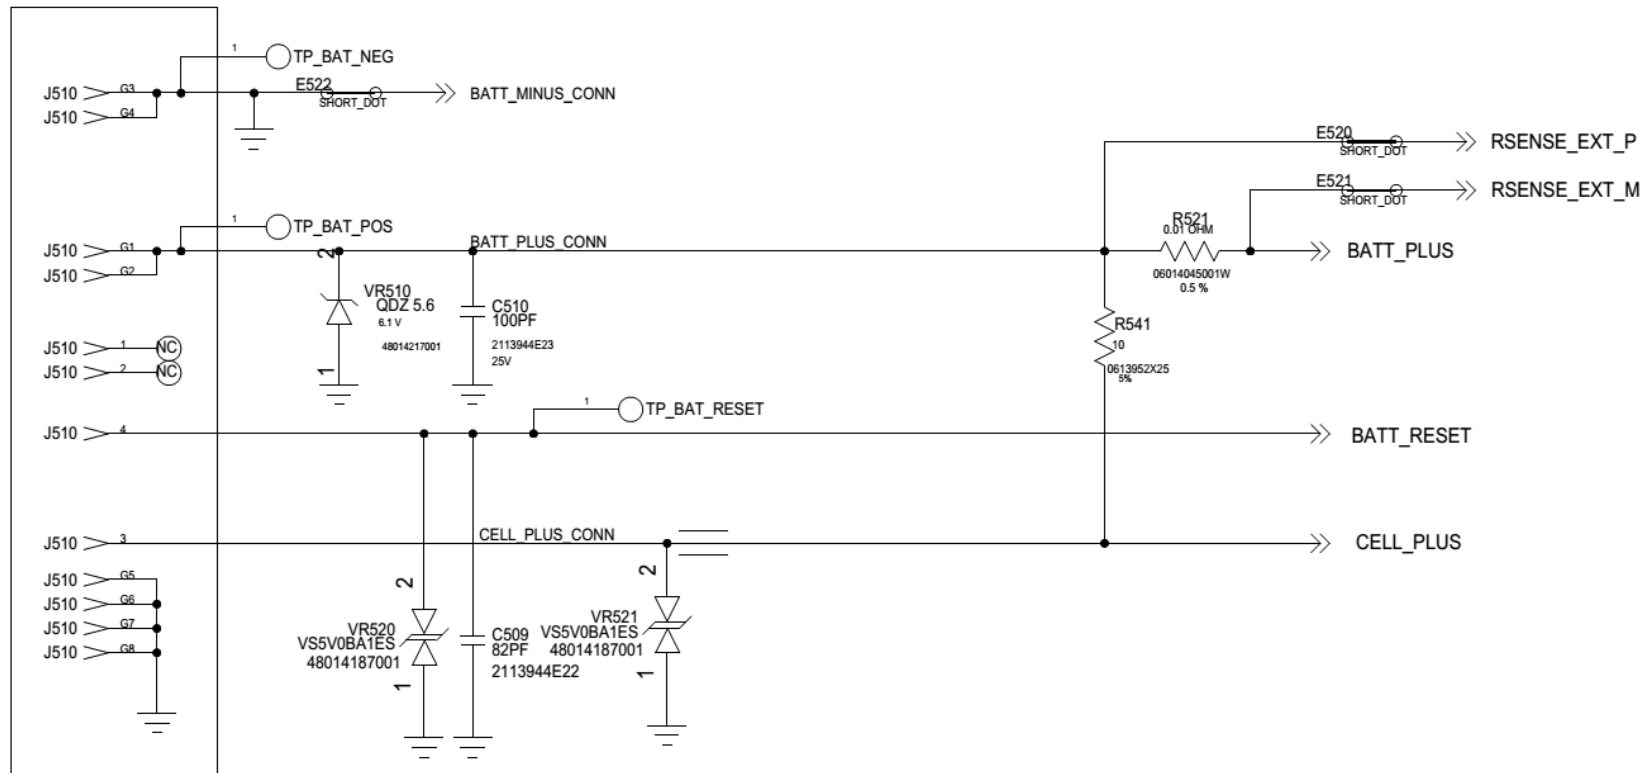 1
TP_BAT_NEG
J510
G3
E522
SHORT_DOT
BATT_MINUS_CONN
J510
G4
E520
SHORT_DOT
RSENSE_EXT_P
E521
SHORT_DOT
RSENSE_EXT_M
1
TP_BAT_POS
J510
G1
2
BATT_PLUS_CONN
R521
0.01 OHM
06014045001W
0.5 %
BATT_PLUS
J510
G2
VR510
QDZ 5.6
6.1 V
48014217001
1
C510
100PF
2113944E23
25V
R541
10
0613952X25
5%
J510
1
NC
J510
2
NC
1
TP_BAT_RESET
J510
4
BATT_RESET
J510
3
CELL_PLUS_CONN
CELL_PLUS
J510
G5
J510
G6
J510
G7
J510
G8
2
VR520
VS5V0BA1ES
48014187001
1
C509
82PF
2113944E22
2
VR521
VS5V0BA1ES
48014187001
1